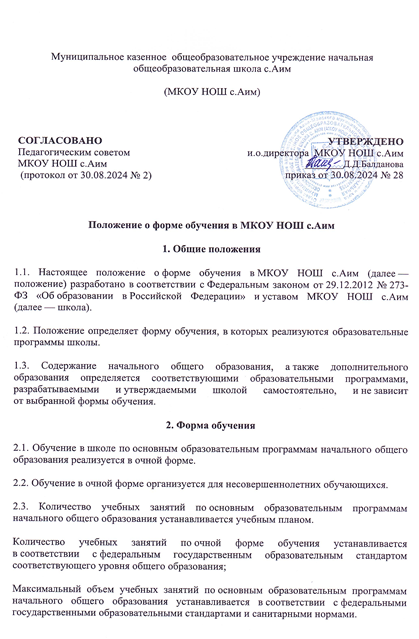 Муниципальное казенное общеобразовательное учреждение начальная
общеобразовательная школа с.Аим
(МКОУ НОШ с.Аим)
СОГЛАСОВАНО
Педагогическим советом
МКОУ НОШ с.Аим
(протокол от 30.08.2024 № 2)
УТВЕРЖДЕНО
и.о.директора МКОУ НОШ с.Аим
Д.Д.Балданова
приказ от 30.08.2024 № 28
Положение о форме обучения в МКОУ НОШ с.Аим
1. Общие положения
1.1. Настоящее положение о форме обучения в МКОУ НОШ с.Аим (далее —
положение) разработано в соответствии с Федеральным законом от 29.12.2012 № 273-
ФЗ «Об образовании в Российской Федерации» и уставом МКОУ НОШ с.Аим
(далее — школа).
1.2. Положение определяет форму обучения, в которых реализуются образовательные
программы школы.
1.3. Содержание начального общего образования, а также дополнительного
образования определяется соответствующими образовательными программами,
разрабатываемыми и утверждаемыми школой самостоятельно, и не зависит
от выбранной формы обучения.
2. Форма обучения
2.1. Обучение в школе по основным образовательным программам начального общего
образования реализуется в очной форме.
2.2. Обучение в очной форме организуется для несовершеннолетних обучающихся.
2.3. Количество учебных занятий по основным образовательным программам
начального общего образования устанавливается учебным планом.
Количество учебных занятий по очной форме обучения устанавливается
в соответствии с федеральным государственным образовательным стандартом
соответствующего уровня общего образования;
Максимальный объем учебных занятий по основным образовательным программам
начального общего образования устанавливается в соответствии с федеральными
государственными образовательными стандартами и санитарными нормами.